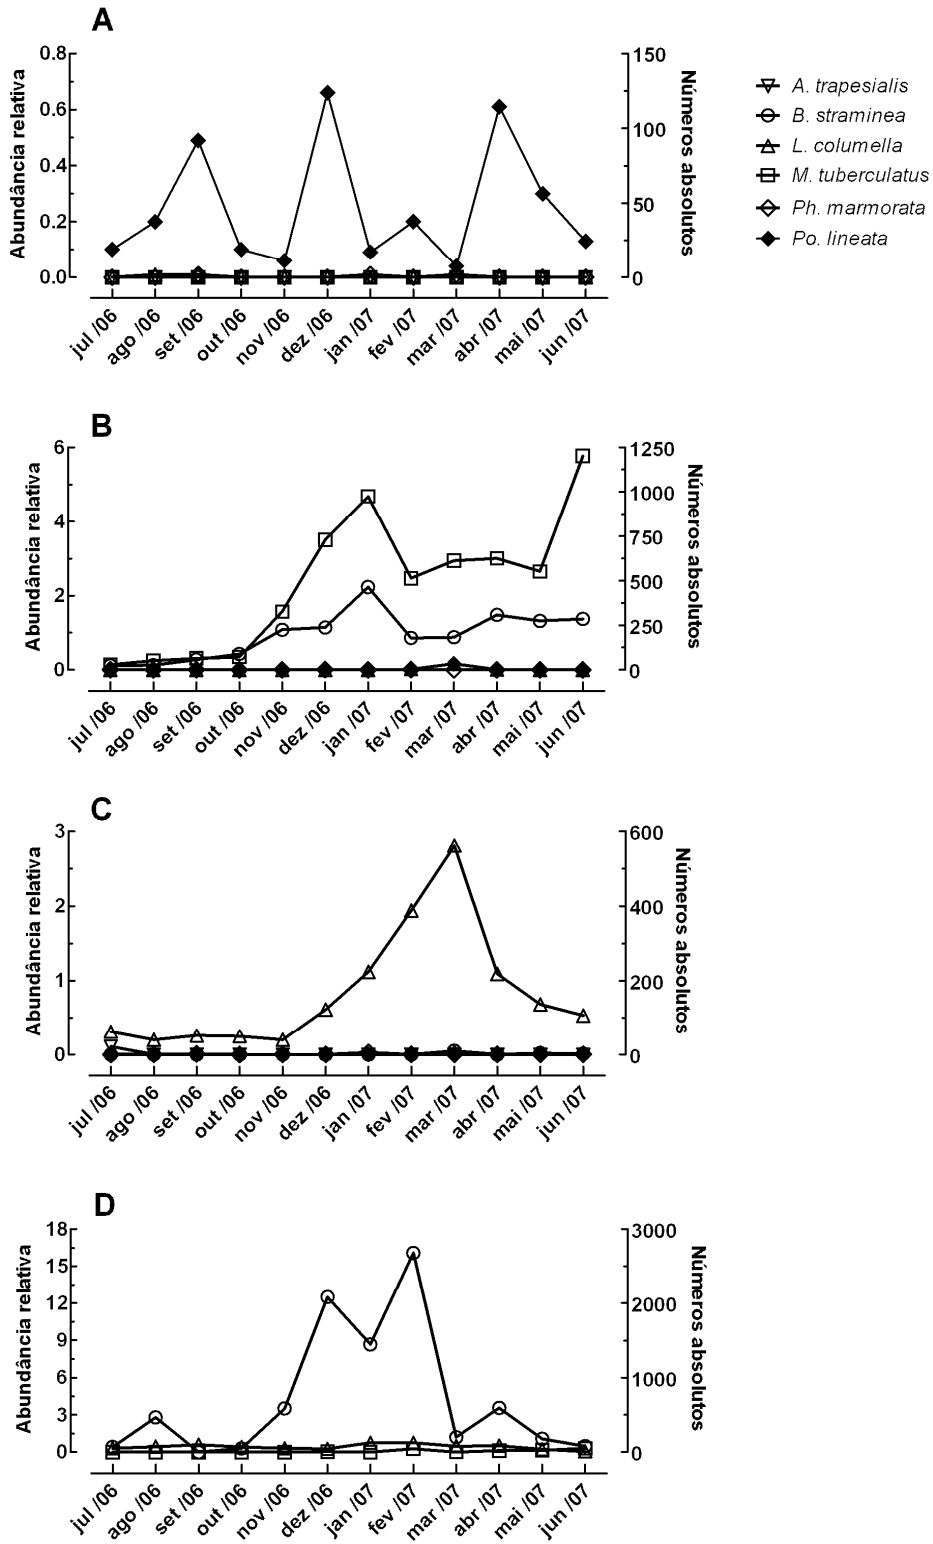 A
Abundância relativa
0.8
0.6
0.4
0.2
0.0
150
100
50
0
Números absolutos
jul /06
ago /06
set /06
out /06
nov /06
dez /06
jan /07
fev /07
mar /07
abr /07
mai /07
jun /07
A. trapesialis
B. straminea
L. columella
M. tuberculatus
Ph. marmorata
Po. lineata
B
Abundância relativa
6
4
2
0
1250
1000
750
500
250
0
Números absolutos
jul /06
ago /06
set /06
out /06
nov /06
dez /06
jan /07
fev /07
mar /07
abr /07
mai /07
jun /07
C
Abundância relativa
3
2
1
0
600
400
200
0
Números absolutos
jul /06
ago /06
set /06
out /06
nov /06
dez /06
jan /07
fev /07
mar /07
abr /07
mai /07
jun /07
D
Abundância relativa
18
15
12
9
6
3
0
3000
2000
1000
0
Números absolutos
jul /06
ago /06
set /06
out /06
nov /06
dez /06
jan /07
fev /07
mar /07
abr /07
mai /07
jun /07